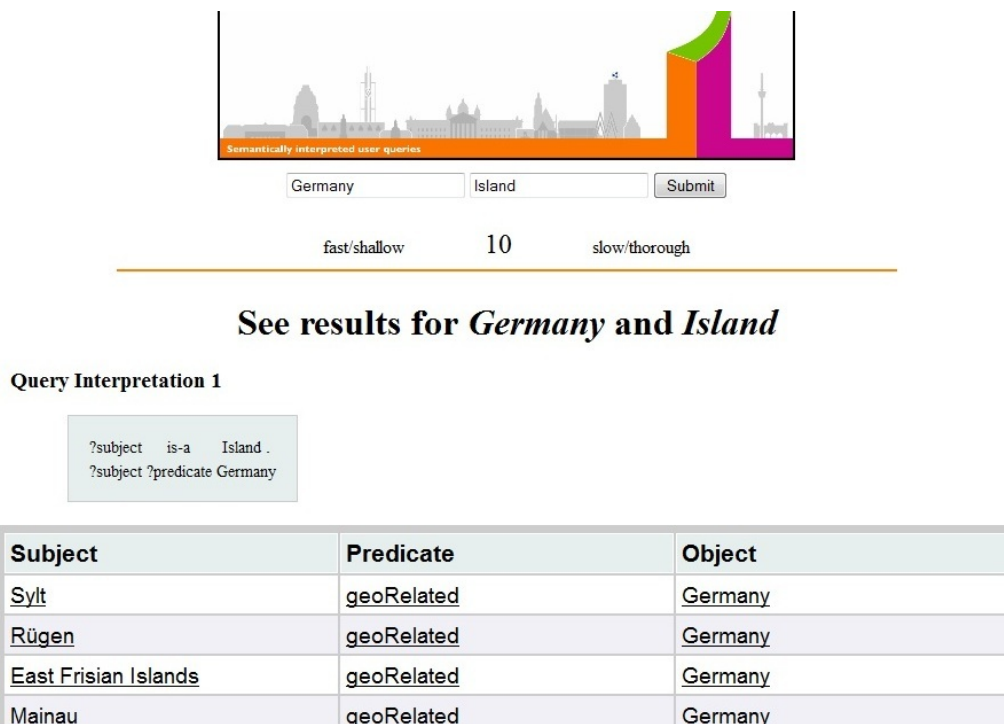 Semantically interpreted user queries
Germany Island Submit
fast/shallow 10 slow/thorough
See results for Germany and Island
Query Interpretation 1
?subject is-a Island .
?subject ?predicate Germany
Subject Predicate Object
Sylt geoRelated Germany
Rügen geoRelated Germany
East Frisian Islands geoRelated Germany
Mainau geoRelated Germany